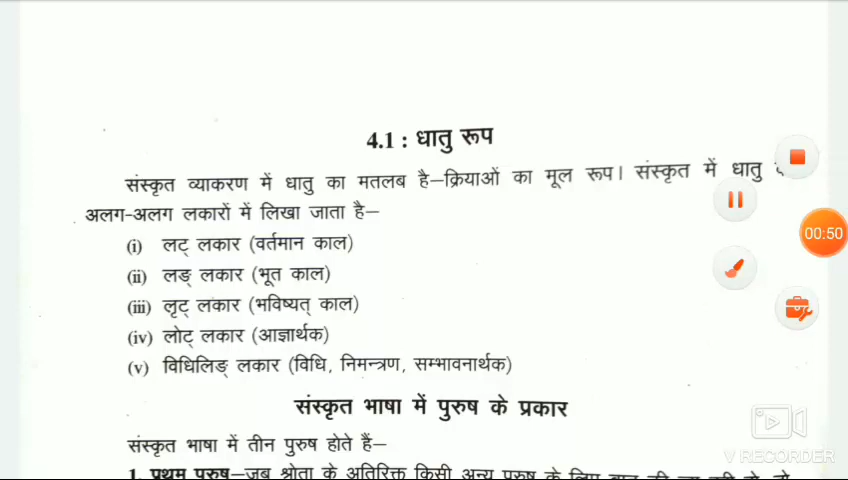 4.1 : धातु रूप
संस्कृत व्याकरण में धातु का मतलब है–क्रियाओं का मूल रूप। संस्कृत में धातु
अलग-अलग लकारों में लिखा जाता है–
(i) लट् लकार (वर्तमान काल)
(ii) लङ् लकार (भूत काल)
(iii) लृट् लकार (भविष्यत् काल)
(iv) लोट् लकार (आज्ञार्थक)
(v) विधिलिङ् लकार (विधि, निमन्त्रण, सम्भावनार्थक)
संस्कृत भाषा में पुरुष के प्रकार
संस्कृत भाषा में तीन पुरुष होते हैं–
1. प्रथम पुरुष–जब श्रोता के अतिरिक्त किसी अन्य पुरुष के लिए बात की जा रही हो, तो
00:50
V RECORDER